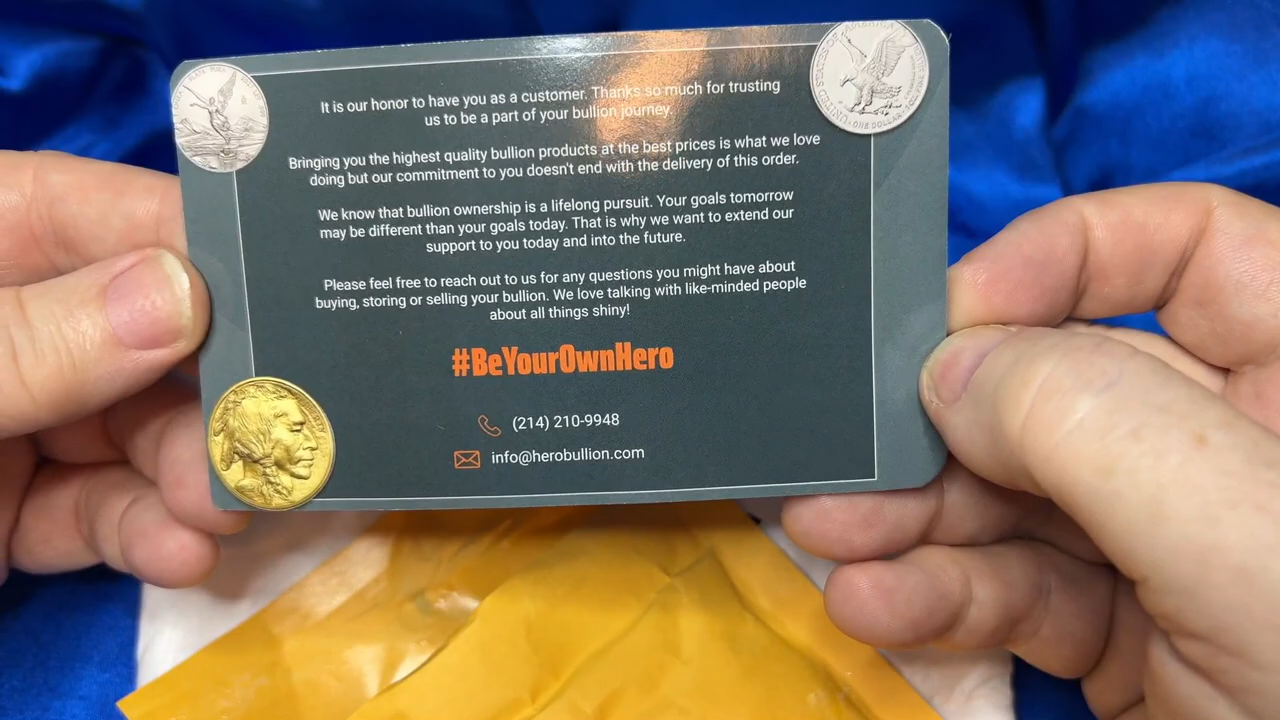 It is our honor to have you as a customer. Thanks so much for trusting
us to be a part of your bullion journey.
Bringing you the highest quality bullion products at the best prices is what we love
doing but our commitment to you doesn't end with the delivery of this order.
We know that bullion ownership is a lifelong pursuit. Your goals tomorrow
may be different than your goals today. That is why we want to extend our
support to you today and into the future.
Please feel free to reach out to us for any questions you might have about
buying, storing or selling your bullion. We love talking with like-minded people
about all things shiny!
#BeYourOwnHero
(214) 210-9948
info@herobullion.com
UNITED STATES OF AMERICA
ONE DOLLAR